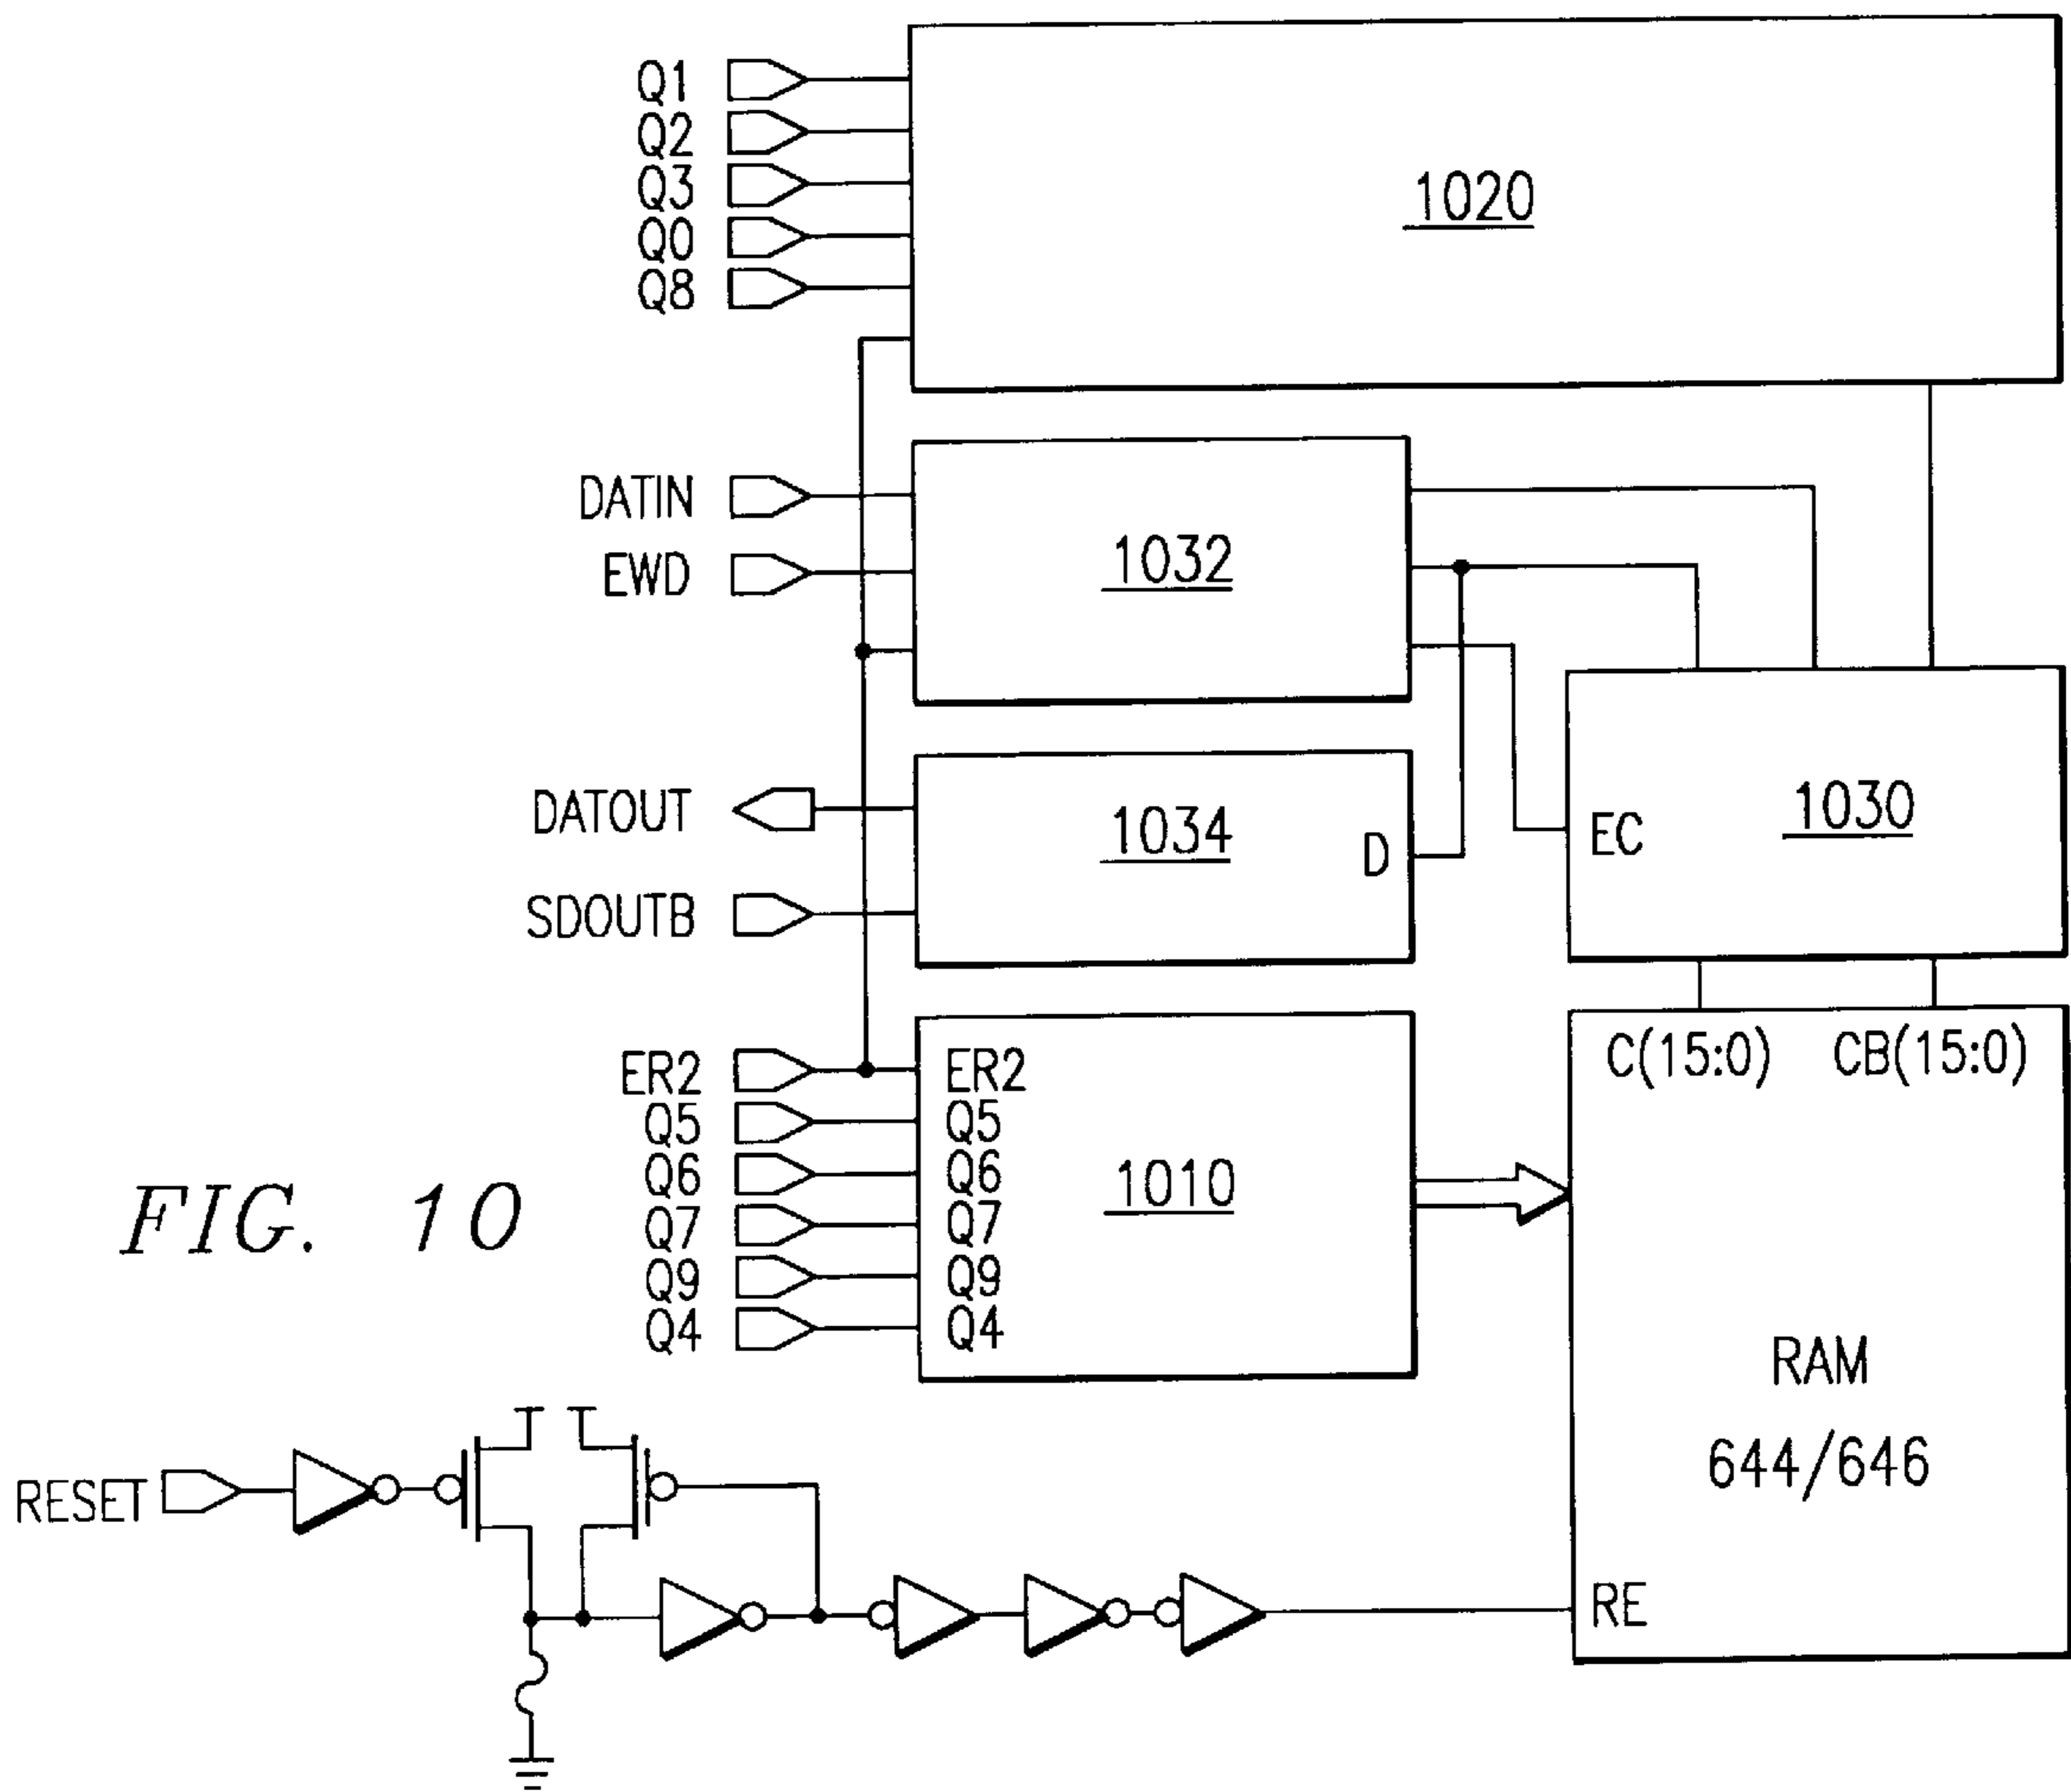 Q1
Q2
Q3
Q0
Q8
1020
DATIN
EWD
1032
DATOUT
SDOUTB
1034
D
EC
1030
C(15:0) CB(15:0)
ER2 ER2
Q5 Q5
Q6 Q6
Q7 Q7
Q9 Q9
Q4 Q4
1010
RAM
644/646
RE
FIG. 10
RESET